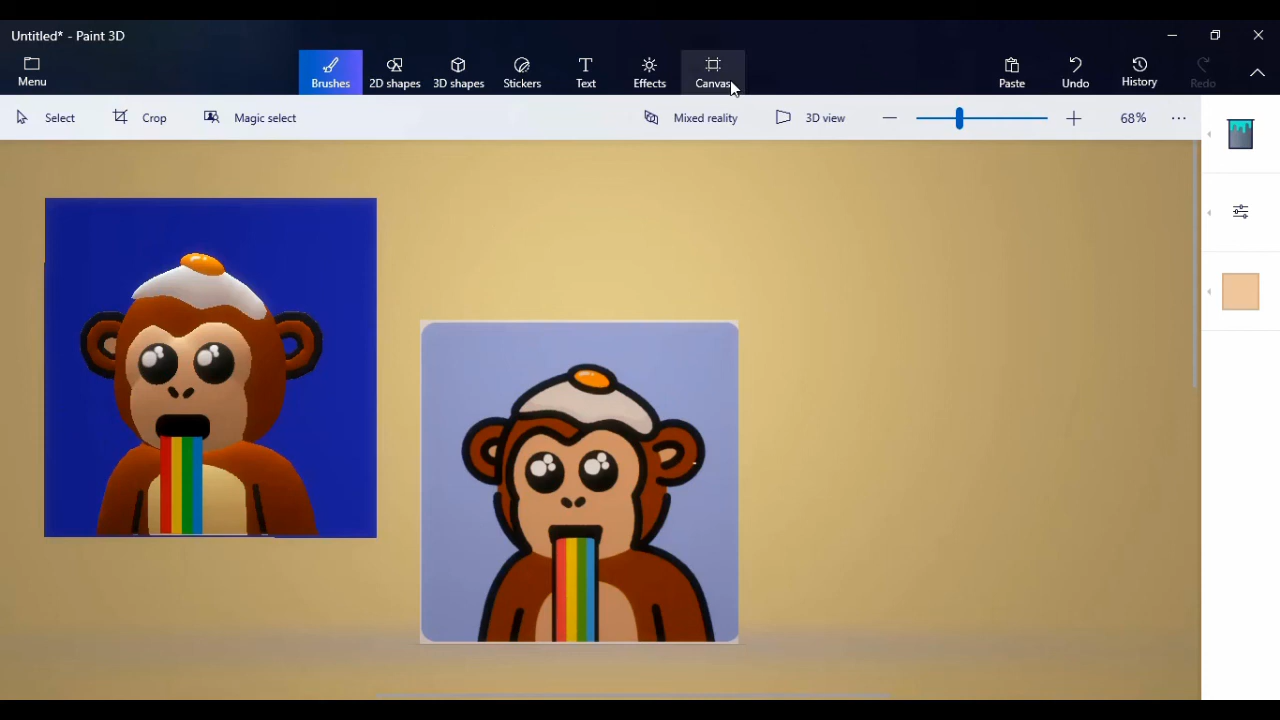 Untitled* - Paint 3D
Menu
Brushes
2D shapes
3D shapes
Stickers
Text
Effects
Canvas
Paste
Undo
History
Redo
Select
Crop
Magic select
Mixed reality
3D view
68%